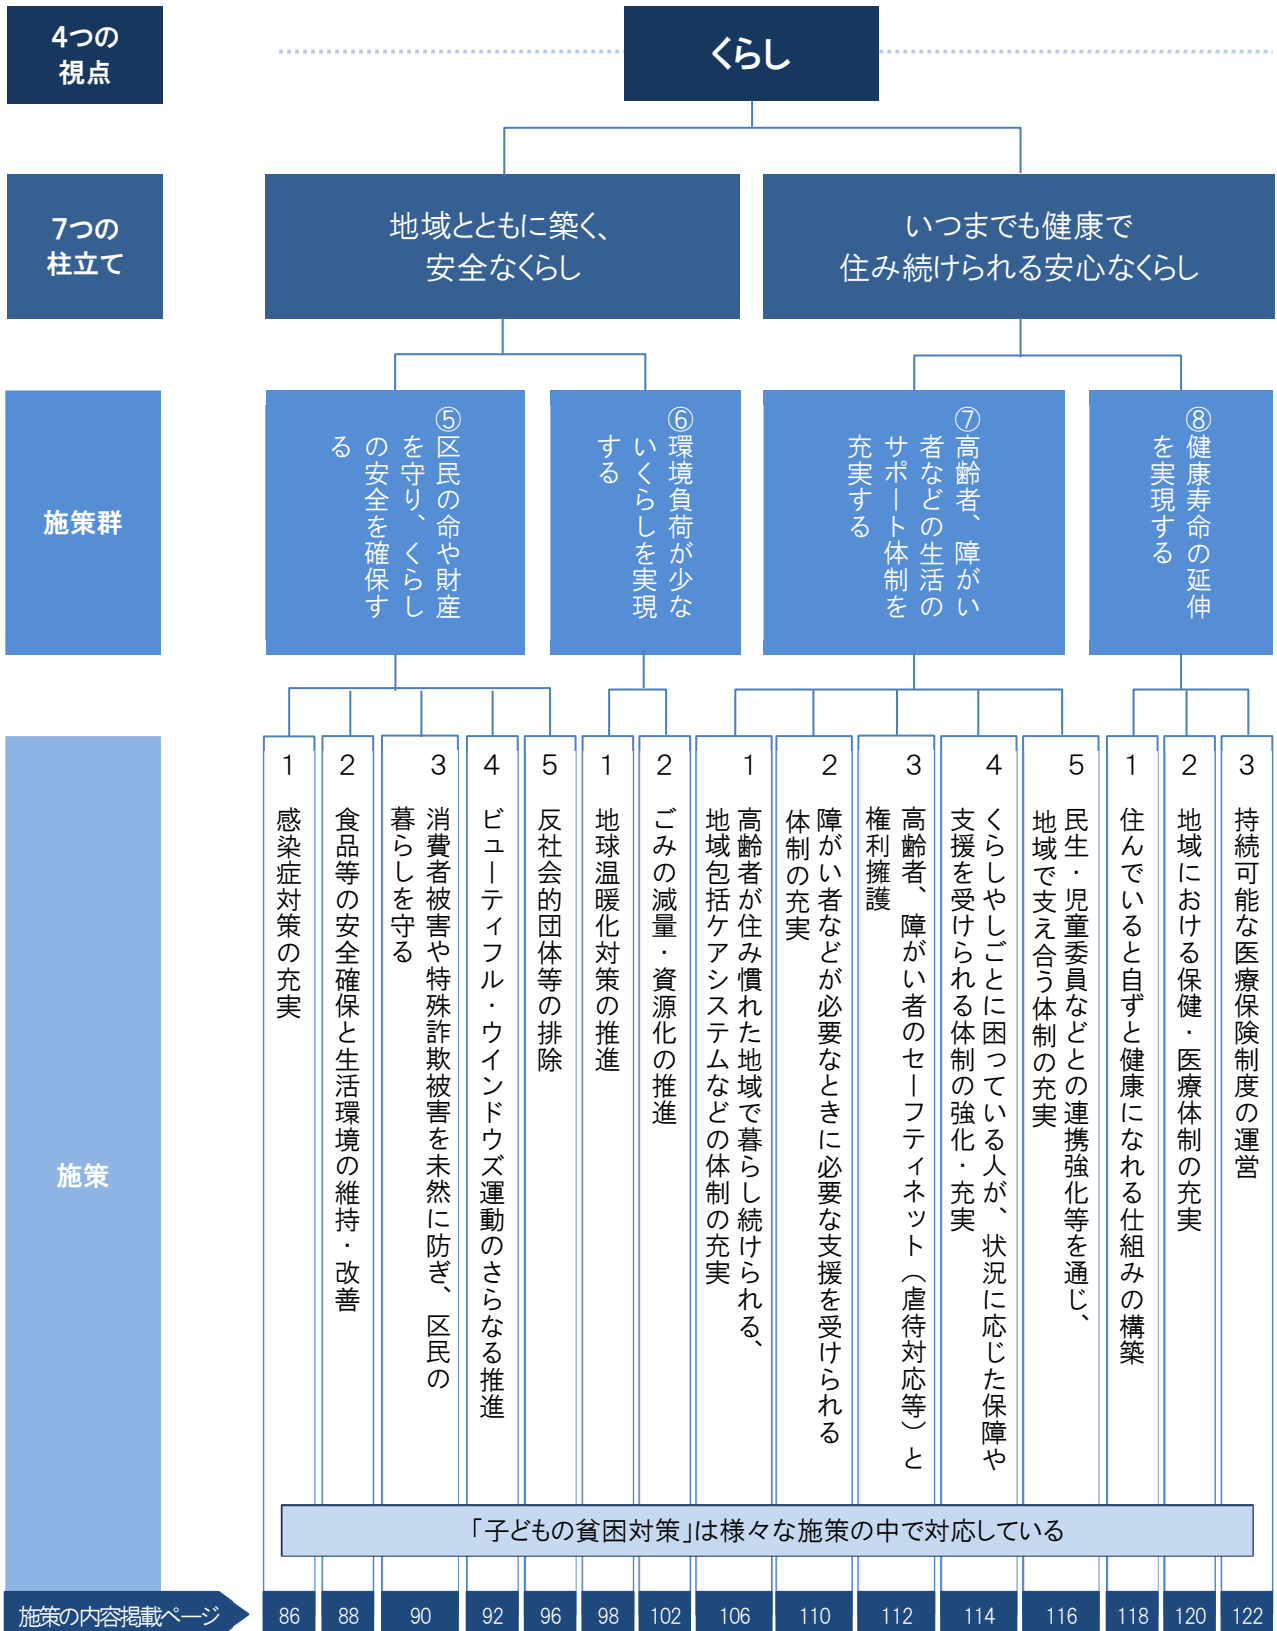 4つの
視点
くらし
7つの
柱立て
地域とともに築く、
安全なくらし
いつまでも健康で
住み続けられる安心なくらし
施策群
⑤区民の命や財産
を守り、くらし
の安全を確保す
る
⑥環境負荷が少な
いくらしを実現
する
⑦高齢者、障がい
者などの生活の
サポート体制を
充実する
⑧健康寿命の延伸
を実現する
施策
1 感染症対策の充実
2 食品等の安全確保と生活環境の維持・改善
3 消費者被害や特殊詐欺被害を未然に防ぎ、区民の
暮らしを守る
4 ビューティフル・ウインドウズ運動のさらなる推進
5 反社会的団体等の排除
1 地球温暖化対策の推進
2 ごみの減量・資源化の推進
1 高齢者が住み慣れた地域で暮らし続けられる、
地域包括ケアシステムなどの体制の充実
2 障がい者などが必要なときに必要な支援を受けられる
体制の充実
3 高齢者、障がい者のセーフティネット（虐待対応等）と
権利擁護
4 くらしやしごとに困っている人が、状況に応じた保障や
支援を受けられる体制の強化・充実
5 民生・児童委員などとの連携強化等を通じ、
地域で支え合う体制の充実
1 住んでいると自ずと健康になれる仕組みの構築
2 地域における保健・医療体制の充実
3 持続可能な医療保険制度の運営
「子どもの貧困対策」は様々な施策の中で対応している
施策の内容掲載ページ 86 88 90 92 96 98 102 106 110 112 114 116 118 120 122